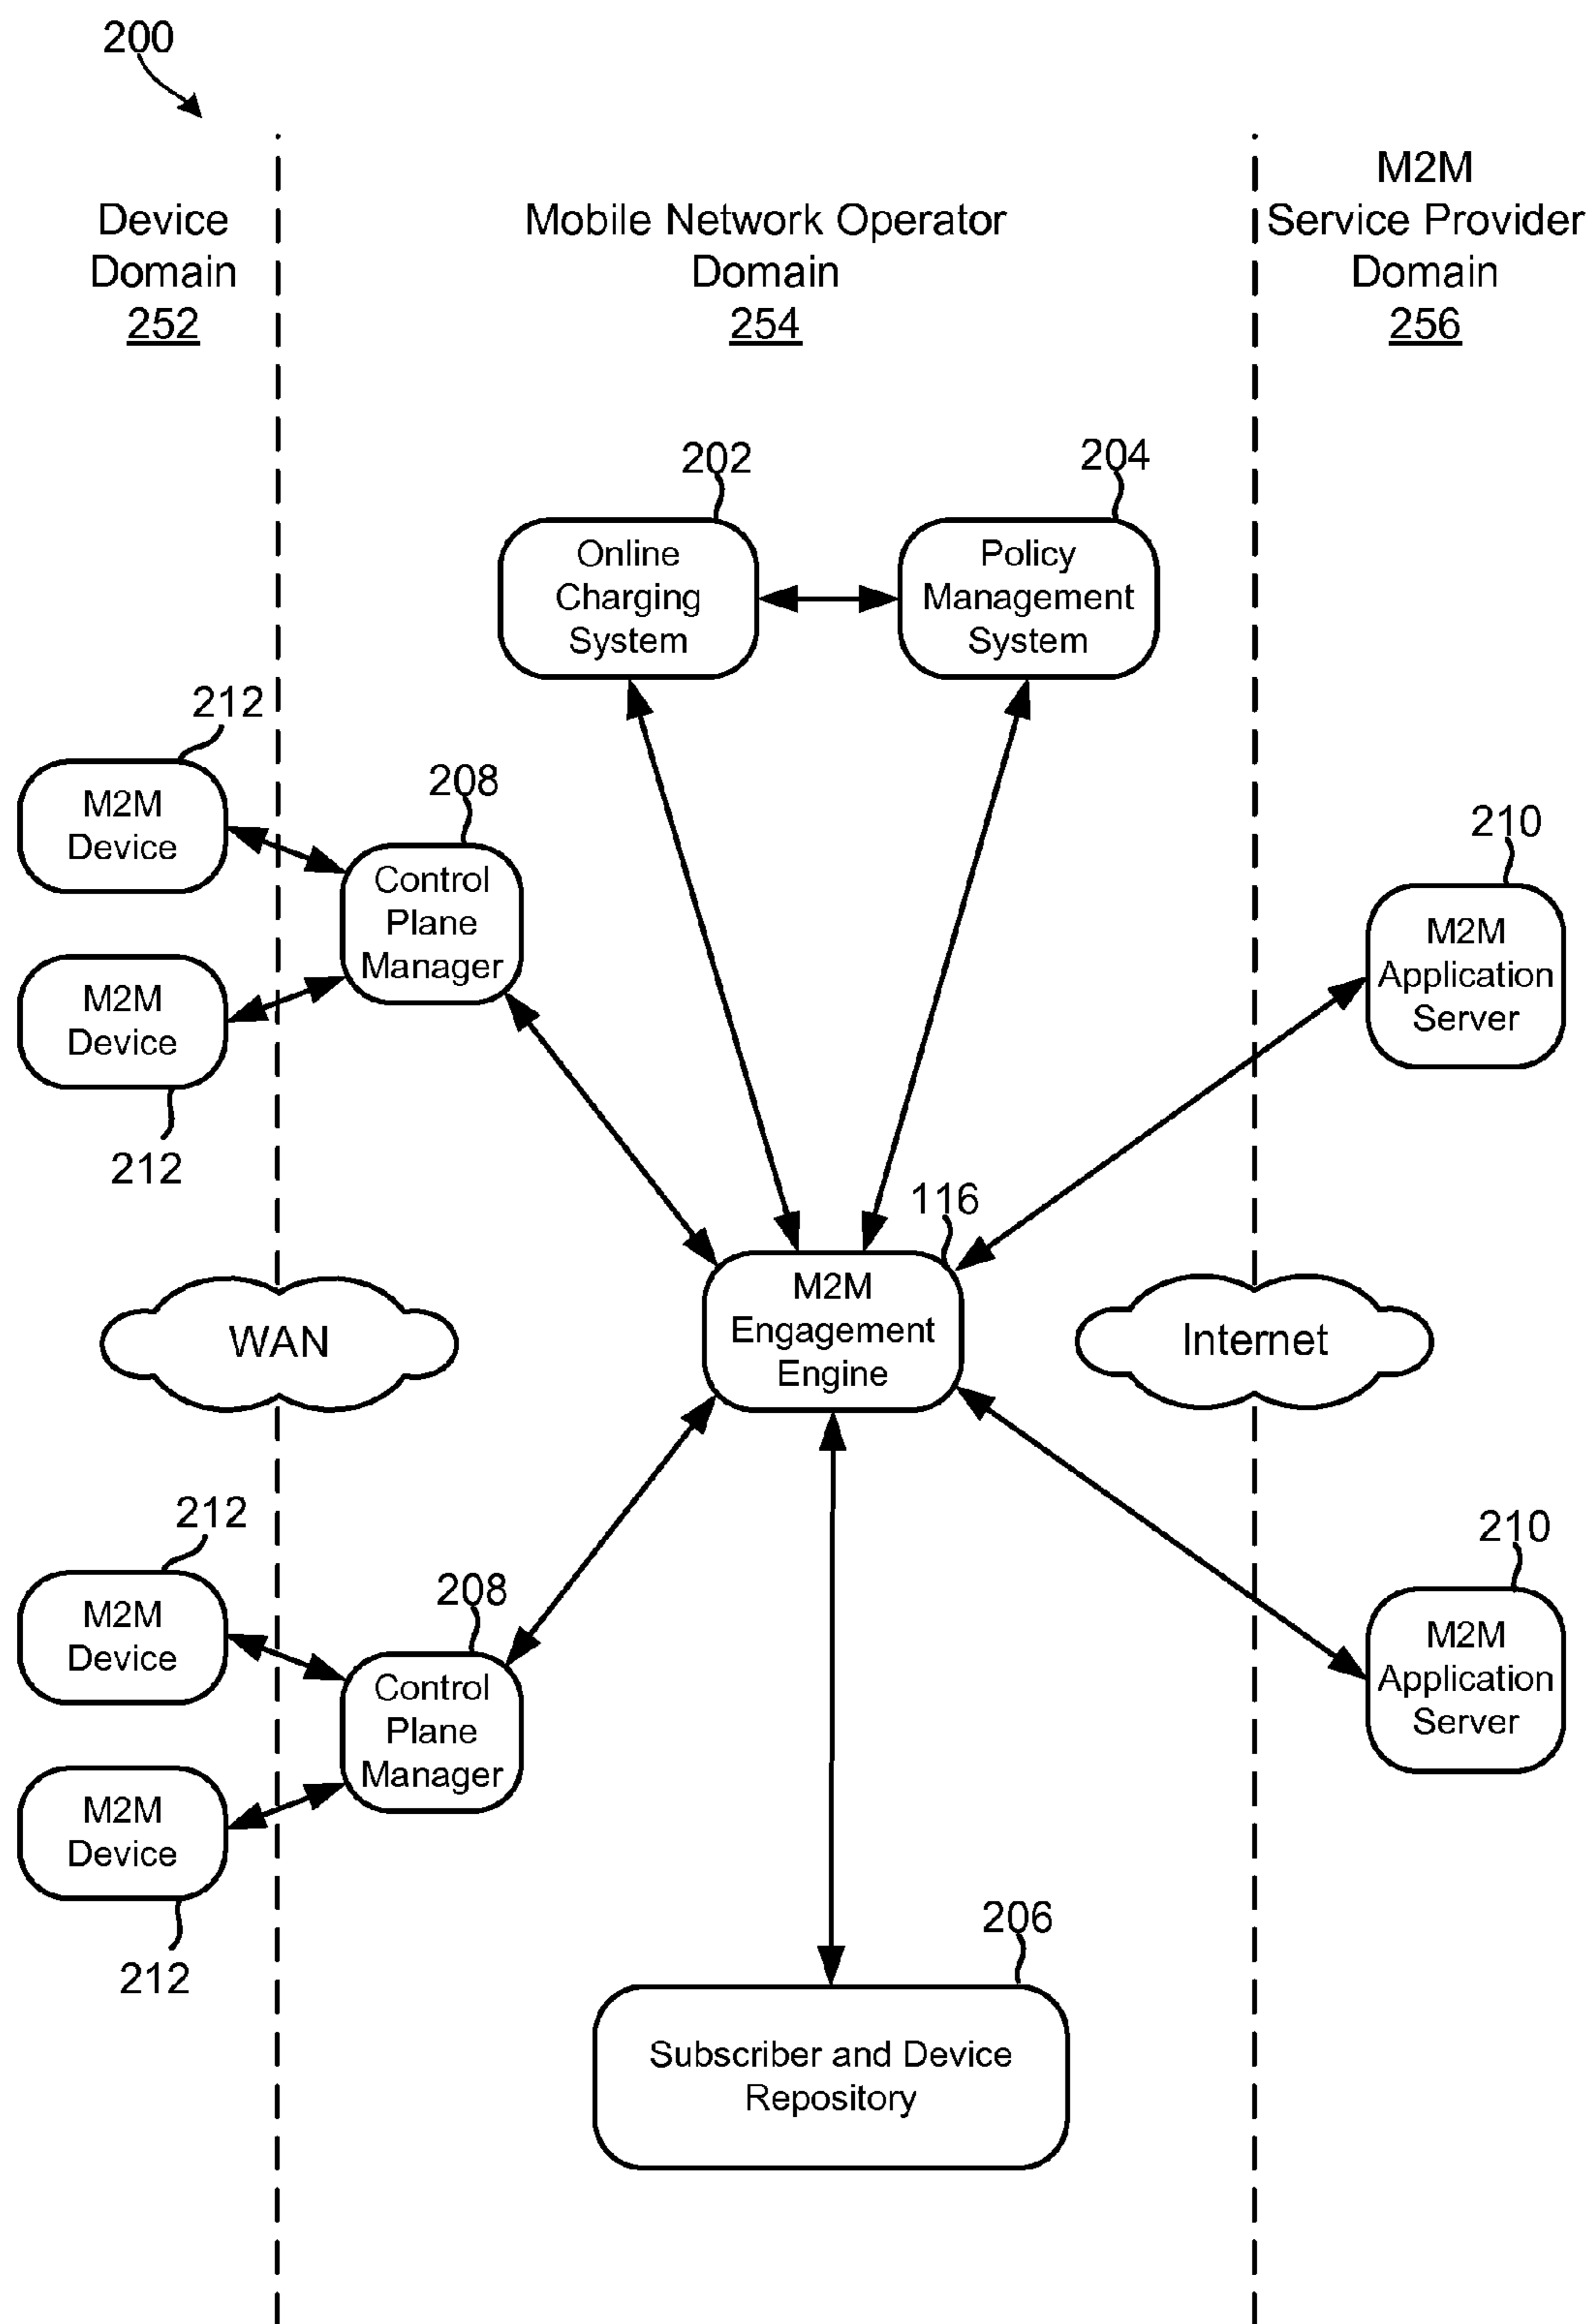 200
Device
Domain
252
Mobile Network Operator
Domain
254
M2M
Service Provider
Domain
256
202
204
Online
Charging
System
Policy
Management
System
212
M2M
Device
208
Control
Plane
Manager
M2M
Device
212
210
M2M
Application
Server
116
M2M
Engagement
Engine
WAN
Internet
212
M2M
Device
208
Control
Plane
Manager
M2M
Device
212
210
M2M
Application
Server
206
Subscriber and Device
Repository